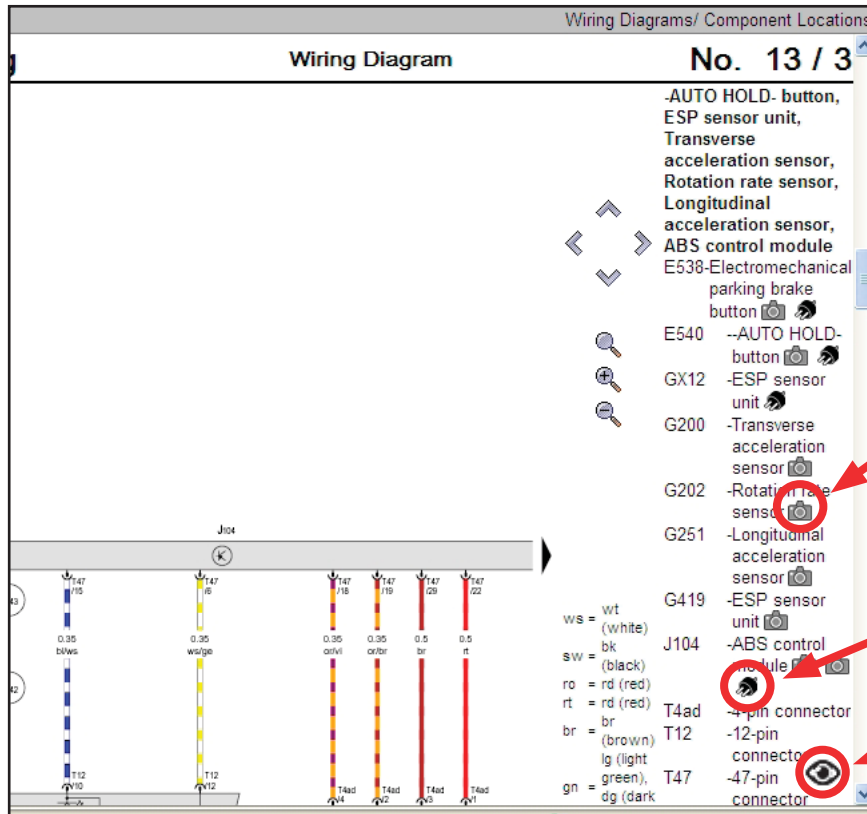 Wiring Diagrams/ Component Locations
g
Wiring Diagram
No. 13 / 3
-AUTO HOLD- button,
ESP sensor unit,
Transverse
acceleration sensor,
Rotation rate sensor,
Longitudinal
acceleration sensor,
ABS control module
E538-Electromechanical
parking brake
button
E540 --AUTO HOLD-
button
GX12 -ESP sensor
unit
G200 -Transverse
acceleration
sensor
G202 -Rotation rate
sensor
G251 -Longitudinal
acceleration
sensor
G419 -ESP sensor
unit
J104 -ABS control
module
T4ad -4-pin connector
T12 -12-pin
connector
T47 -47-pin
connector
ws = wt
(white)
sw = bk
(black)
ro = rd (red)
rt = rd (red)
br = br
(brown)
gn = lg (light
green),
dg (dark
J104
K
T47 T47 T47 T47 T47 T47
/15 /6 /18 /19 /29 /22
43
0.35 0.35 0.35 0.35 0.5 0.5
bl/ws ws/ge or/vi or/br br rt
42
T12 T12 T4ad T4ad T4ad T4ad
/10 /12 /4 /2 /3 /1